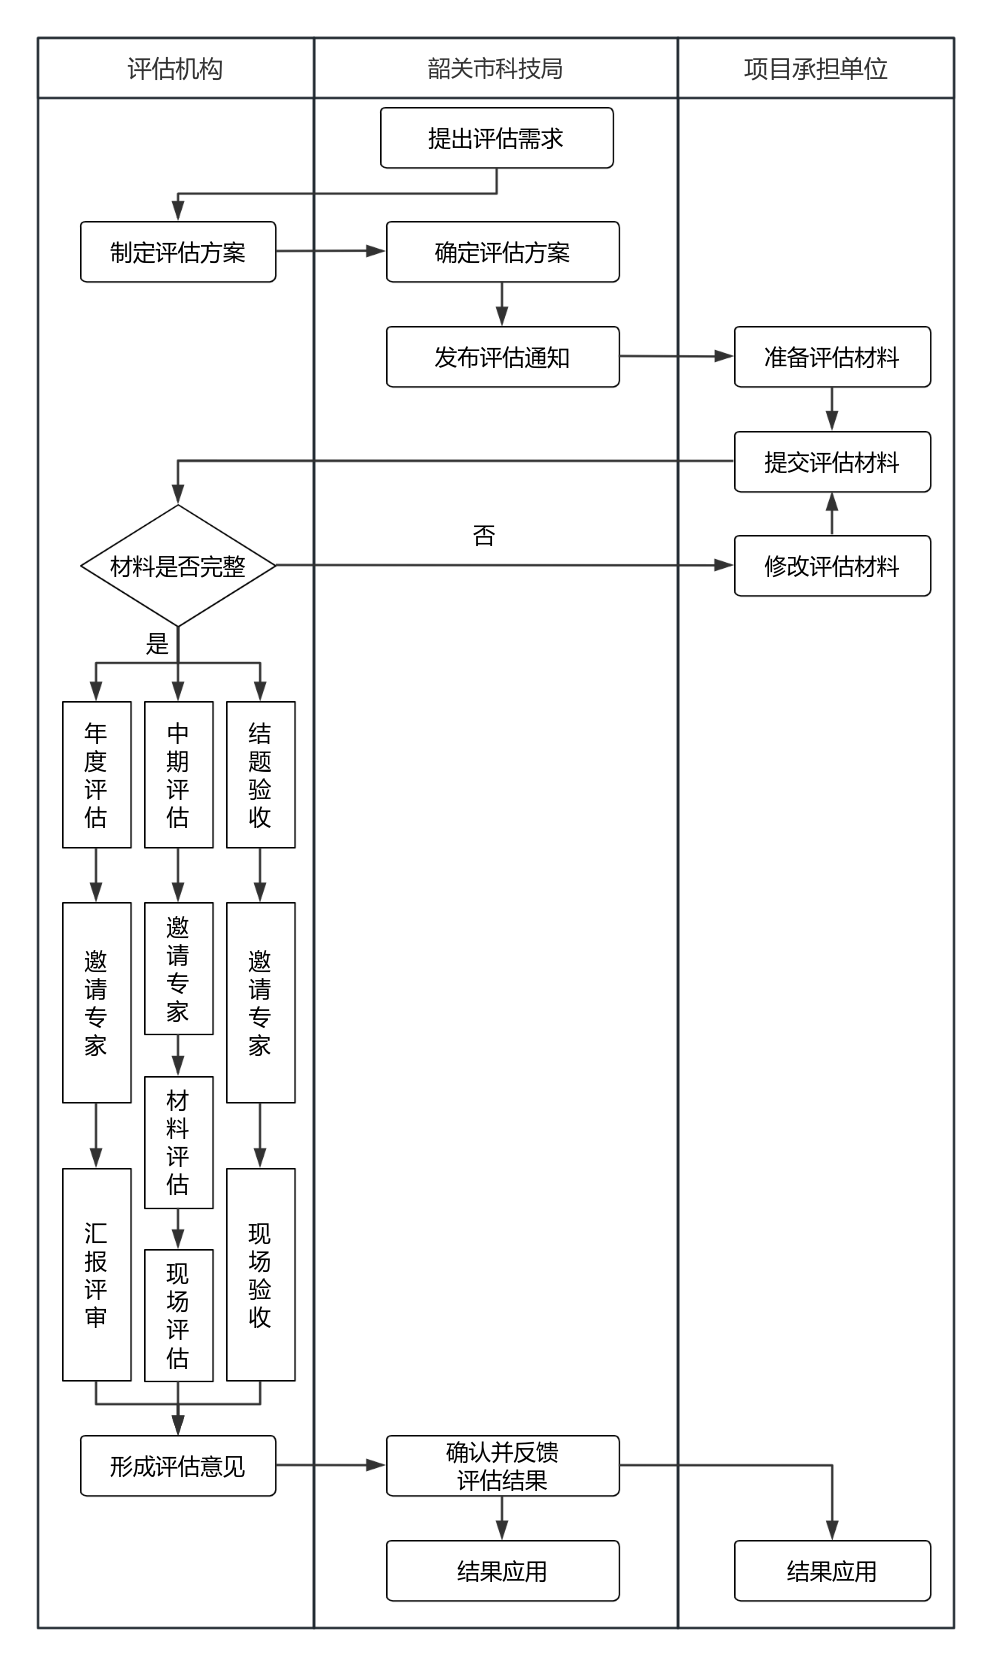 评估机构
韶关市科技局
项目承担单位
提出评估需求
制定评估方案
确定评估方案
发布评估通知
准备评估材料
提交评估材料
否
材料是否完整
修改评估材料
是
年度评估
中期评估
结题验收
邀请专家
邀请专家
邀请专家
材料评估
汇报评审
现场评估
现场验收
形成评估意见
确认并反馈
评估结果
结果应用
结果应用